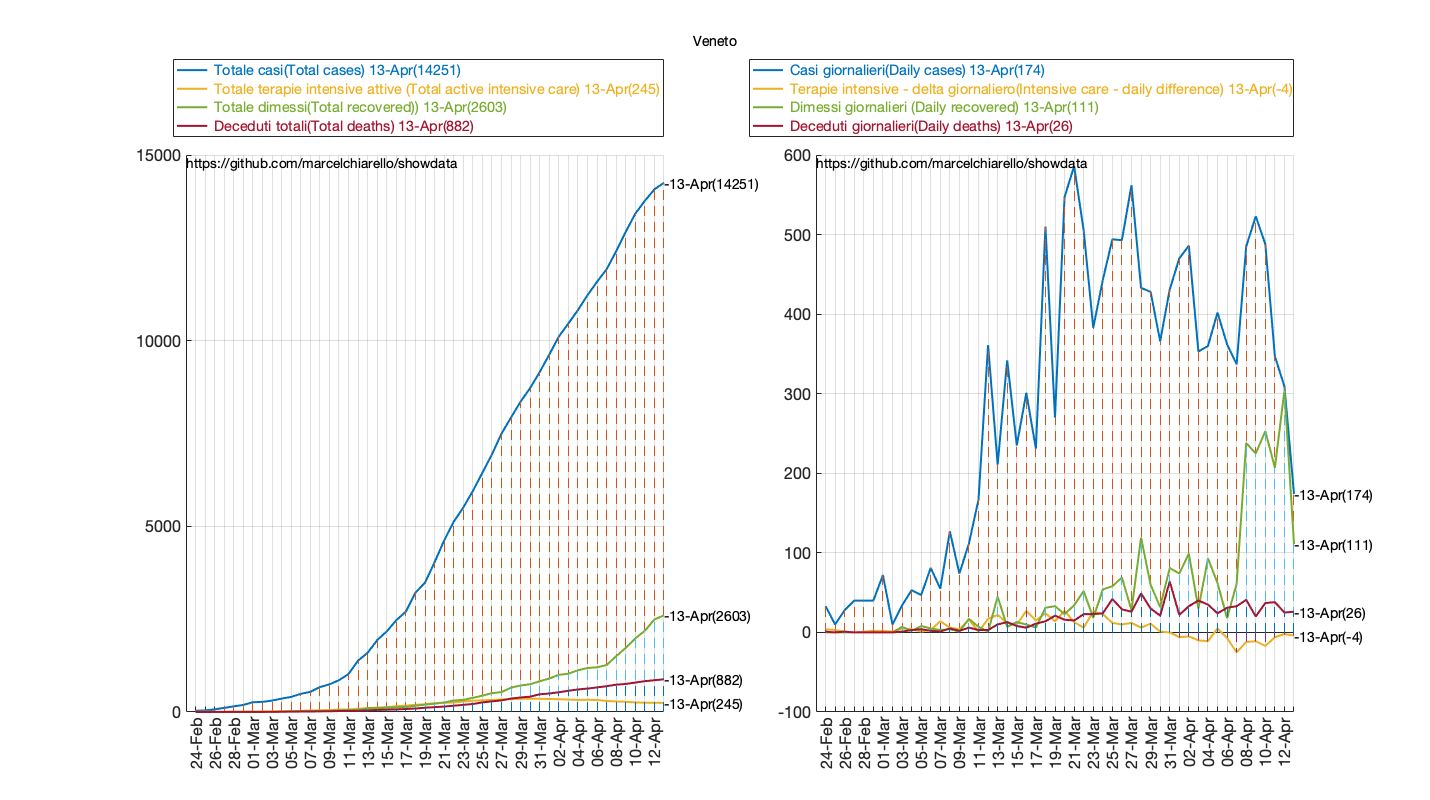 Veneto
Totale casi(Total cases) 13-Apr(14251)
Totale terapie intensive attive (Total active intensive care) 13-Apr(245)
Totale dimessi(Total recovered)) 13-Apr(2603)
Deceduti totali(Total deaths) 13-Apr(882)
https://github.com/marcelchiarello/showdata
15000
10000
5000
0
-13-Apr(14251)
-13-Apr(2603)
-13-Apr(882)
-13-Apr(245)
24-Feb
26-Feb
28-Feb
01-Mar
03-Mar
05-Mar
07-Mar
09-Mar
11-Mar
13-Mar
15-Mar
17-Mar
19-Mar
21-Mar
23-Mar
25-Mar
27-Mar
29-Mar
31-Mar
02-Apr
04-Apr
06-Apr
08-Apr
10-Apr
12-Apr
Casi giornalieri(Daily cases) 13-Apr(174)
Terapie intensive - delta giornaliero(Intensive care - daily difference) 13-Apr(-4)
Dimessi giornalieri (Daily recovered) 13-Apr(111)
Deceduti giornalieri(Daily deaths) 13-Apr(26)
https://github.com/marcelchiarello/showdata
600
500
400
300
200
100
0
-100
-13-Apr(174)
-13-Apr(111)
-13-Apr(26)
-13-Apr(-4)
24-Feb
26-Feb
28-Feb
01-Mar
03-Mar
05-Mar
07-Mar
09-Mar
11-Mar
13-Mar
15-Mar
17-Mar
19-Mar
21-Mar
23-Mar
25-Mar
27-Mar
29-Mar
31-Mar
02-Apr
04-Apr
06-Apr
08-Apr
10-Apr
12-Apr